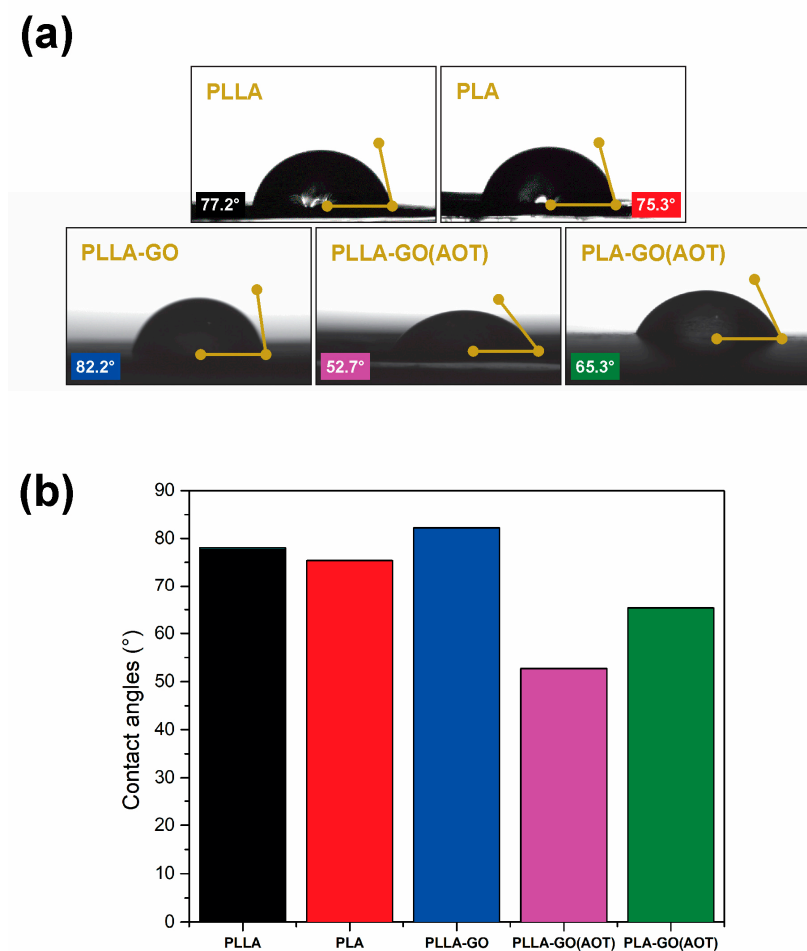 (a)
PLLA
PLA
77.2°
75.3°
PLLA-GO
PLLA-GO(AOT)
PLA-GO(AOT)
82.2°
52.7°
65.3°
(b)
90
80
70
60
50
40
30
20
10
0
Contact angles (°)
PLLA
PLA
PLLA-GO
PLLA-GO(AOT)
PLA-GO(AOT)